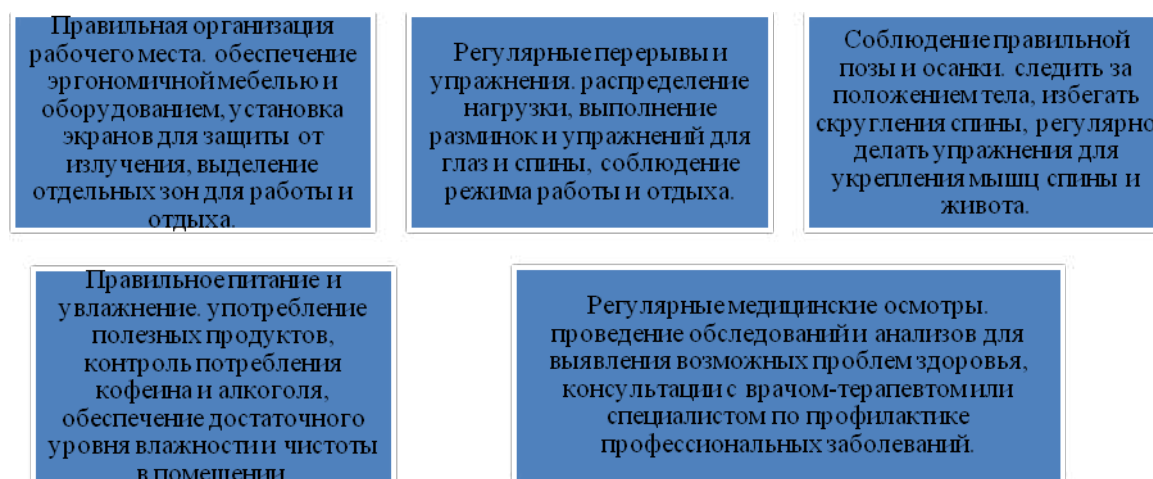 Правильная организация
рабочего места. обеспечение
эргономичной мебелью и
оборудованием, установка
экранов для защиты от
излучения, выделение
отдельных зон для работы и
отдыха.
Регулярные перерывы и
упражнения. распределение
нагрузки, выполнение
разминок и упражнений для
глаз и спины, соблюдение
режима работы и отдыха.
Соблюдение правильной
позы и осанки. следить за
положением тела, избегать
скругления спины, регулярно
делать упражнения для
укрепления мышц спины и
живота.
Правильное питание и
увлажнение. употребление
полезных продуктов,
контроль потребления
кофеина и алкоголя,
обеспечение достаточного
уровня влажности и чистоты
в помещении
Регулярные медицинские осмотры.
проведение обследований и анализов для
выявления возможных проблем здоровья,
консультации с врачом-терапевтом или
специалистом по профилактике
профессиональных заболеваний.